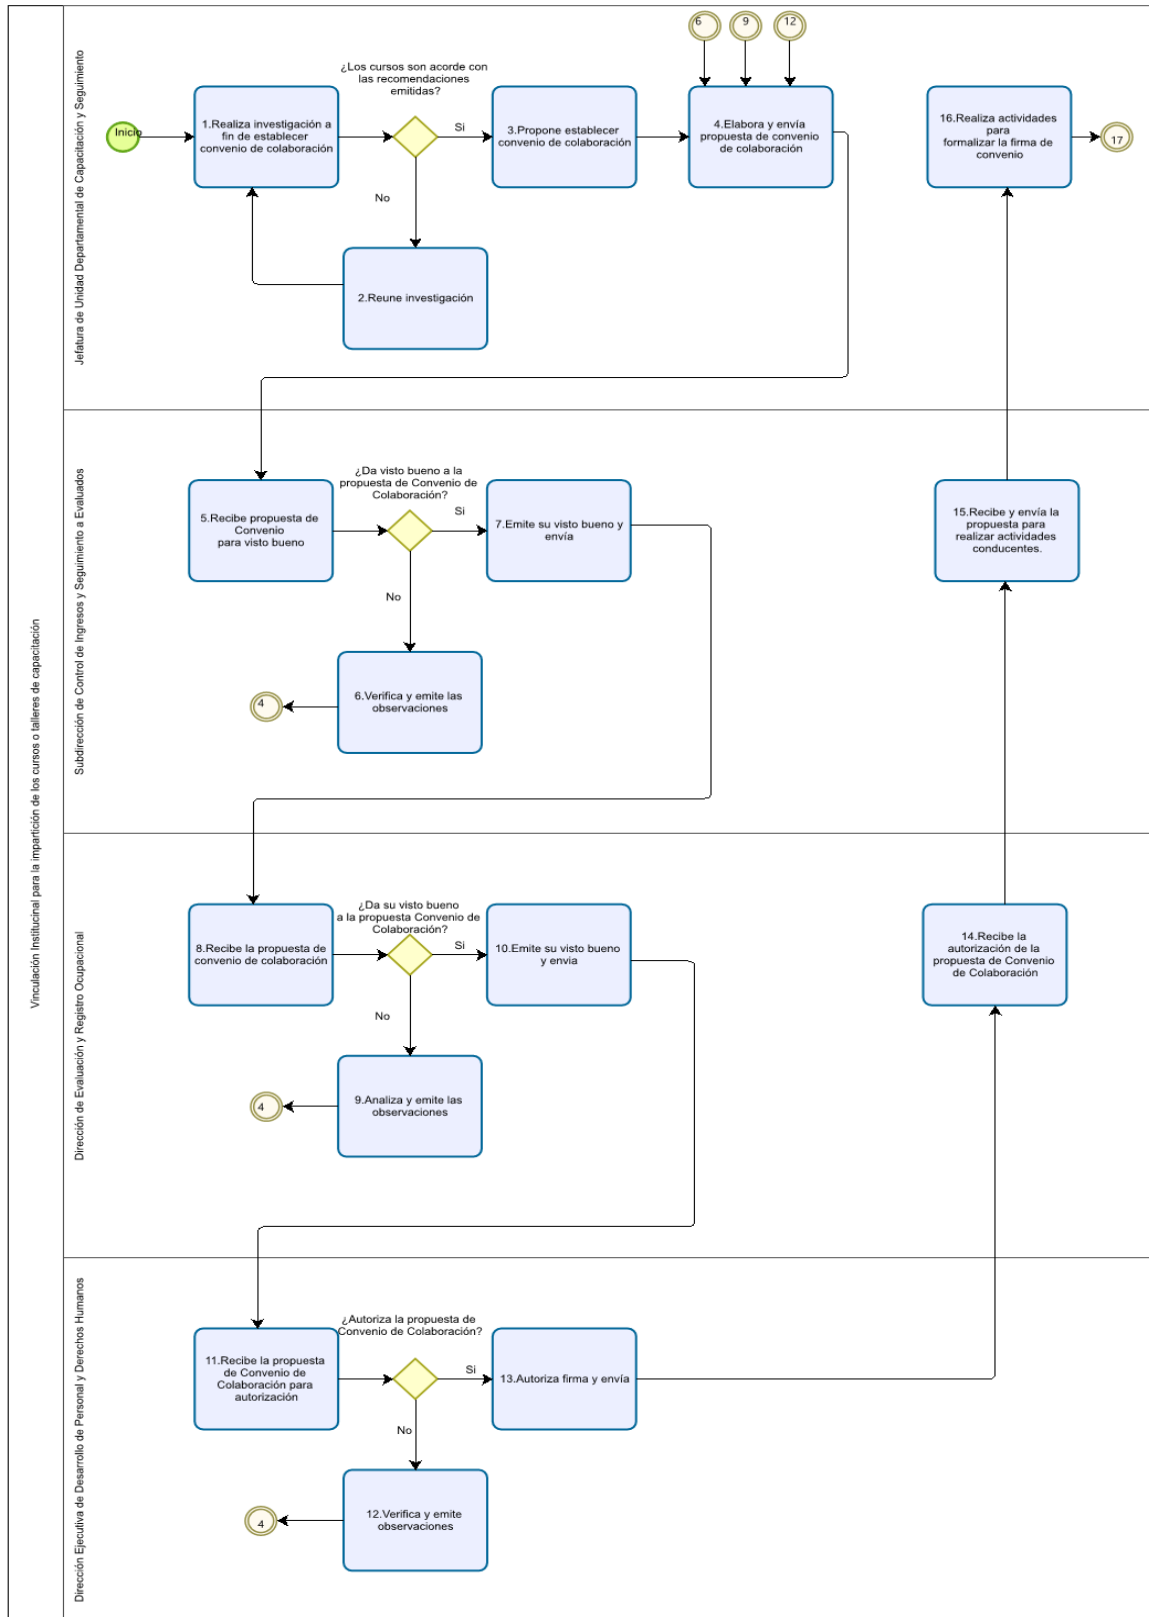 Vinculación Institucinal para la impartición de los cursos o talleres de capacitación
Jefatura de Unidad Departamental de Capacitación y Seguimiento
Inicio
1.Realiza investigación a
fin de establecer
convenio de colaboración
¿Los cursos son acorde con
las recomendaciones
emitidas?
Si
No
2.Reune investigación
3.Propone establecer
convenio de colaboración
6
9
12
4.Elabora y envía
propuesta de convenio
de colaboración
16.Realiza actividades
para
formalizar la firma de
convenio
17
Subdirección de Control de Ingresos y Seguimiento a Evaluados
5.Recibe propuesta de
Convenio
para visto bueno
¿Da visto bueno a la
propuesta de Convenio de
Colaboración?
Si
No
7.Emite su visto bueno y
envía
6.Verifica y emite las
observaciones
4
15.Recibe y envía la
propuesta para
realizar actividades
conducentes.
Dirección de Evaluación y Registro Ocupacional
8.Recibe la propuesta de
convenio de colaboración
¿Da su visto bueno
a la propuesta Convenio de
Colaboración?
Si
No
10.Emite su visto bueno
y envia
9.Analiza y emite las
observaciones
4
14.Recibe la
autorización de la
propuesta de Convenio
de Colaboración
Dirección Ejecutiva de Desarrollo de Personal y Derechos Humanos
11.Recibe la propuesta
de Convenio de
Colaboración para
autorización
¿Autoriza la propuesta de
Convenio de Colaboración?
Si
No
13.Autoriza firma y envía
12.Verifica y emite
observaciones
4